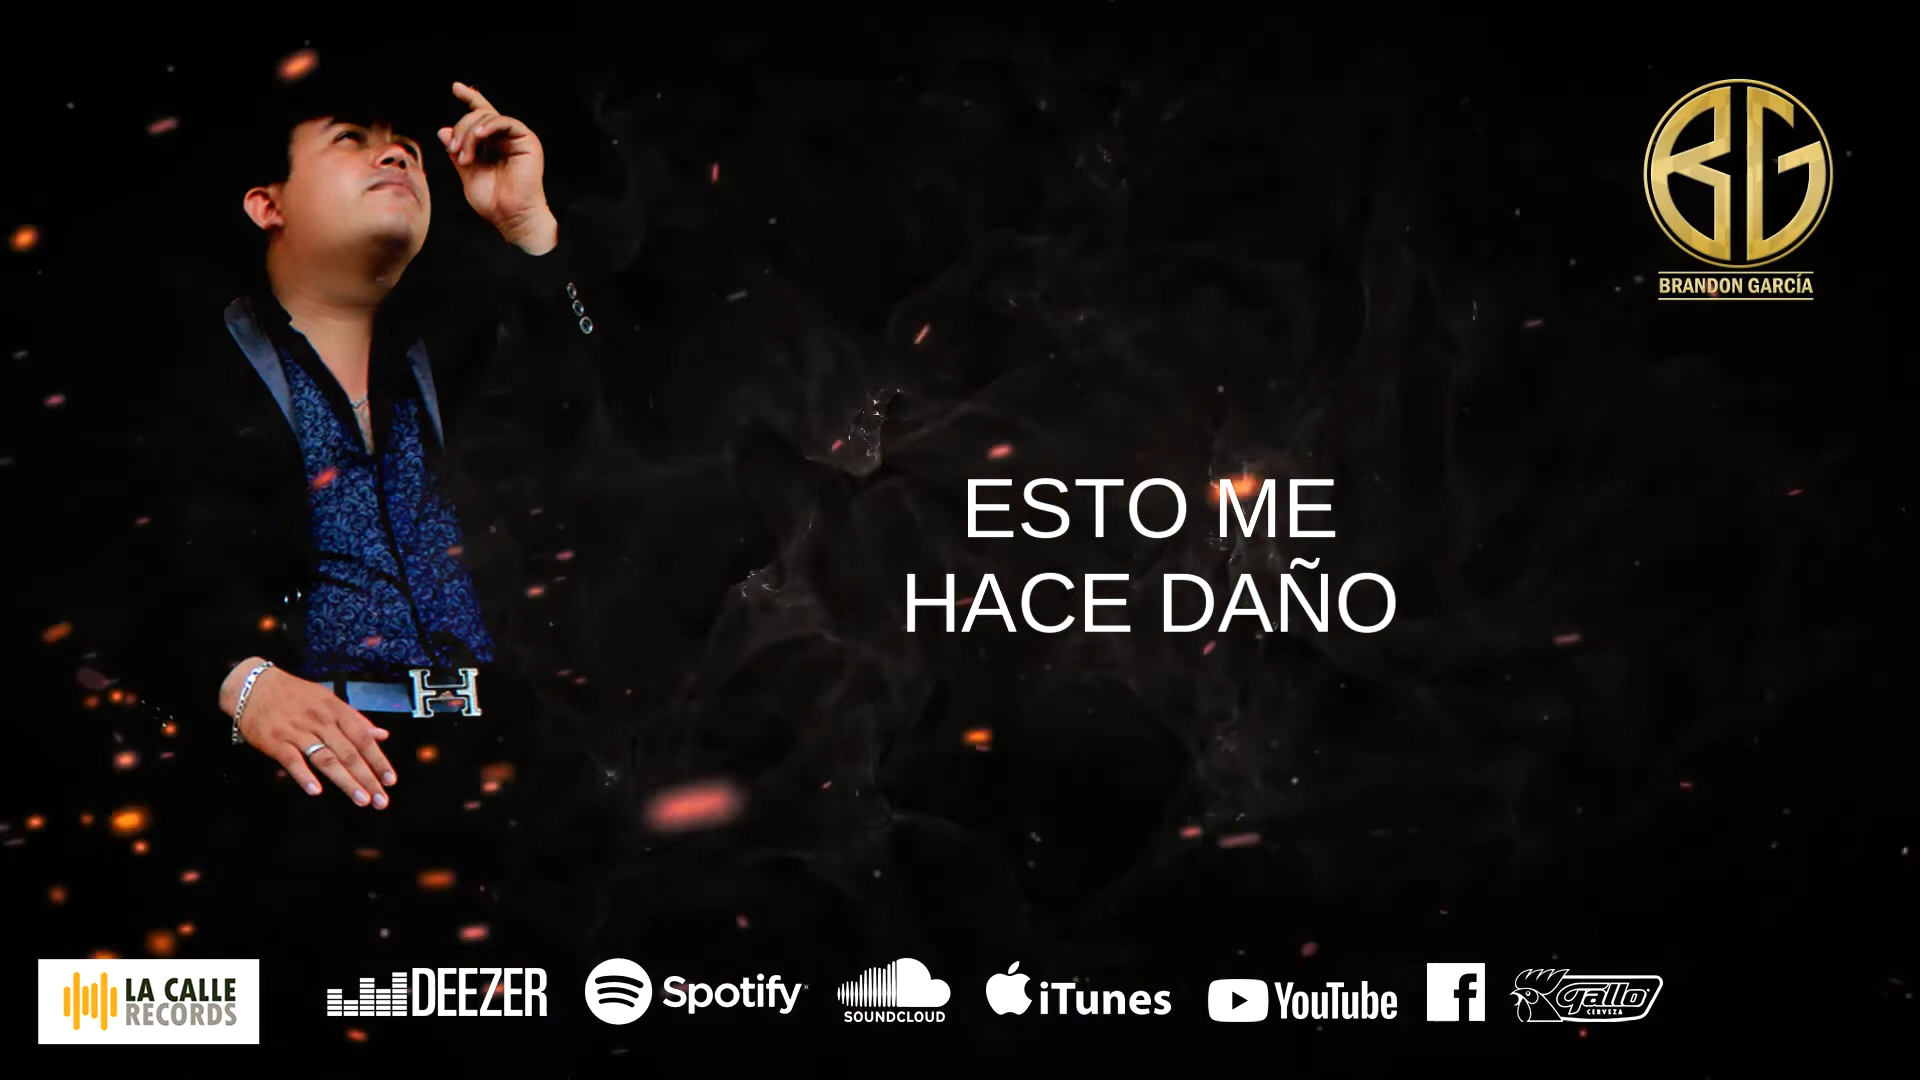 BG
BRANDON GARCÍA
ESTO ME
HACE DAÑO
LA CALLE
RECORDS
DEEZER
Spotify
SOUNDCLOUD
iTunes
YouTube
f
gallo
CERVEZA